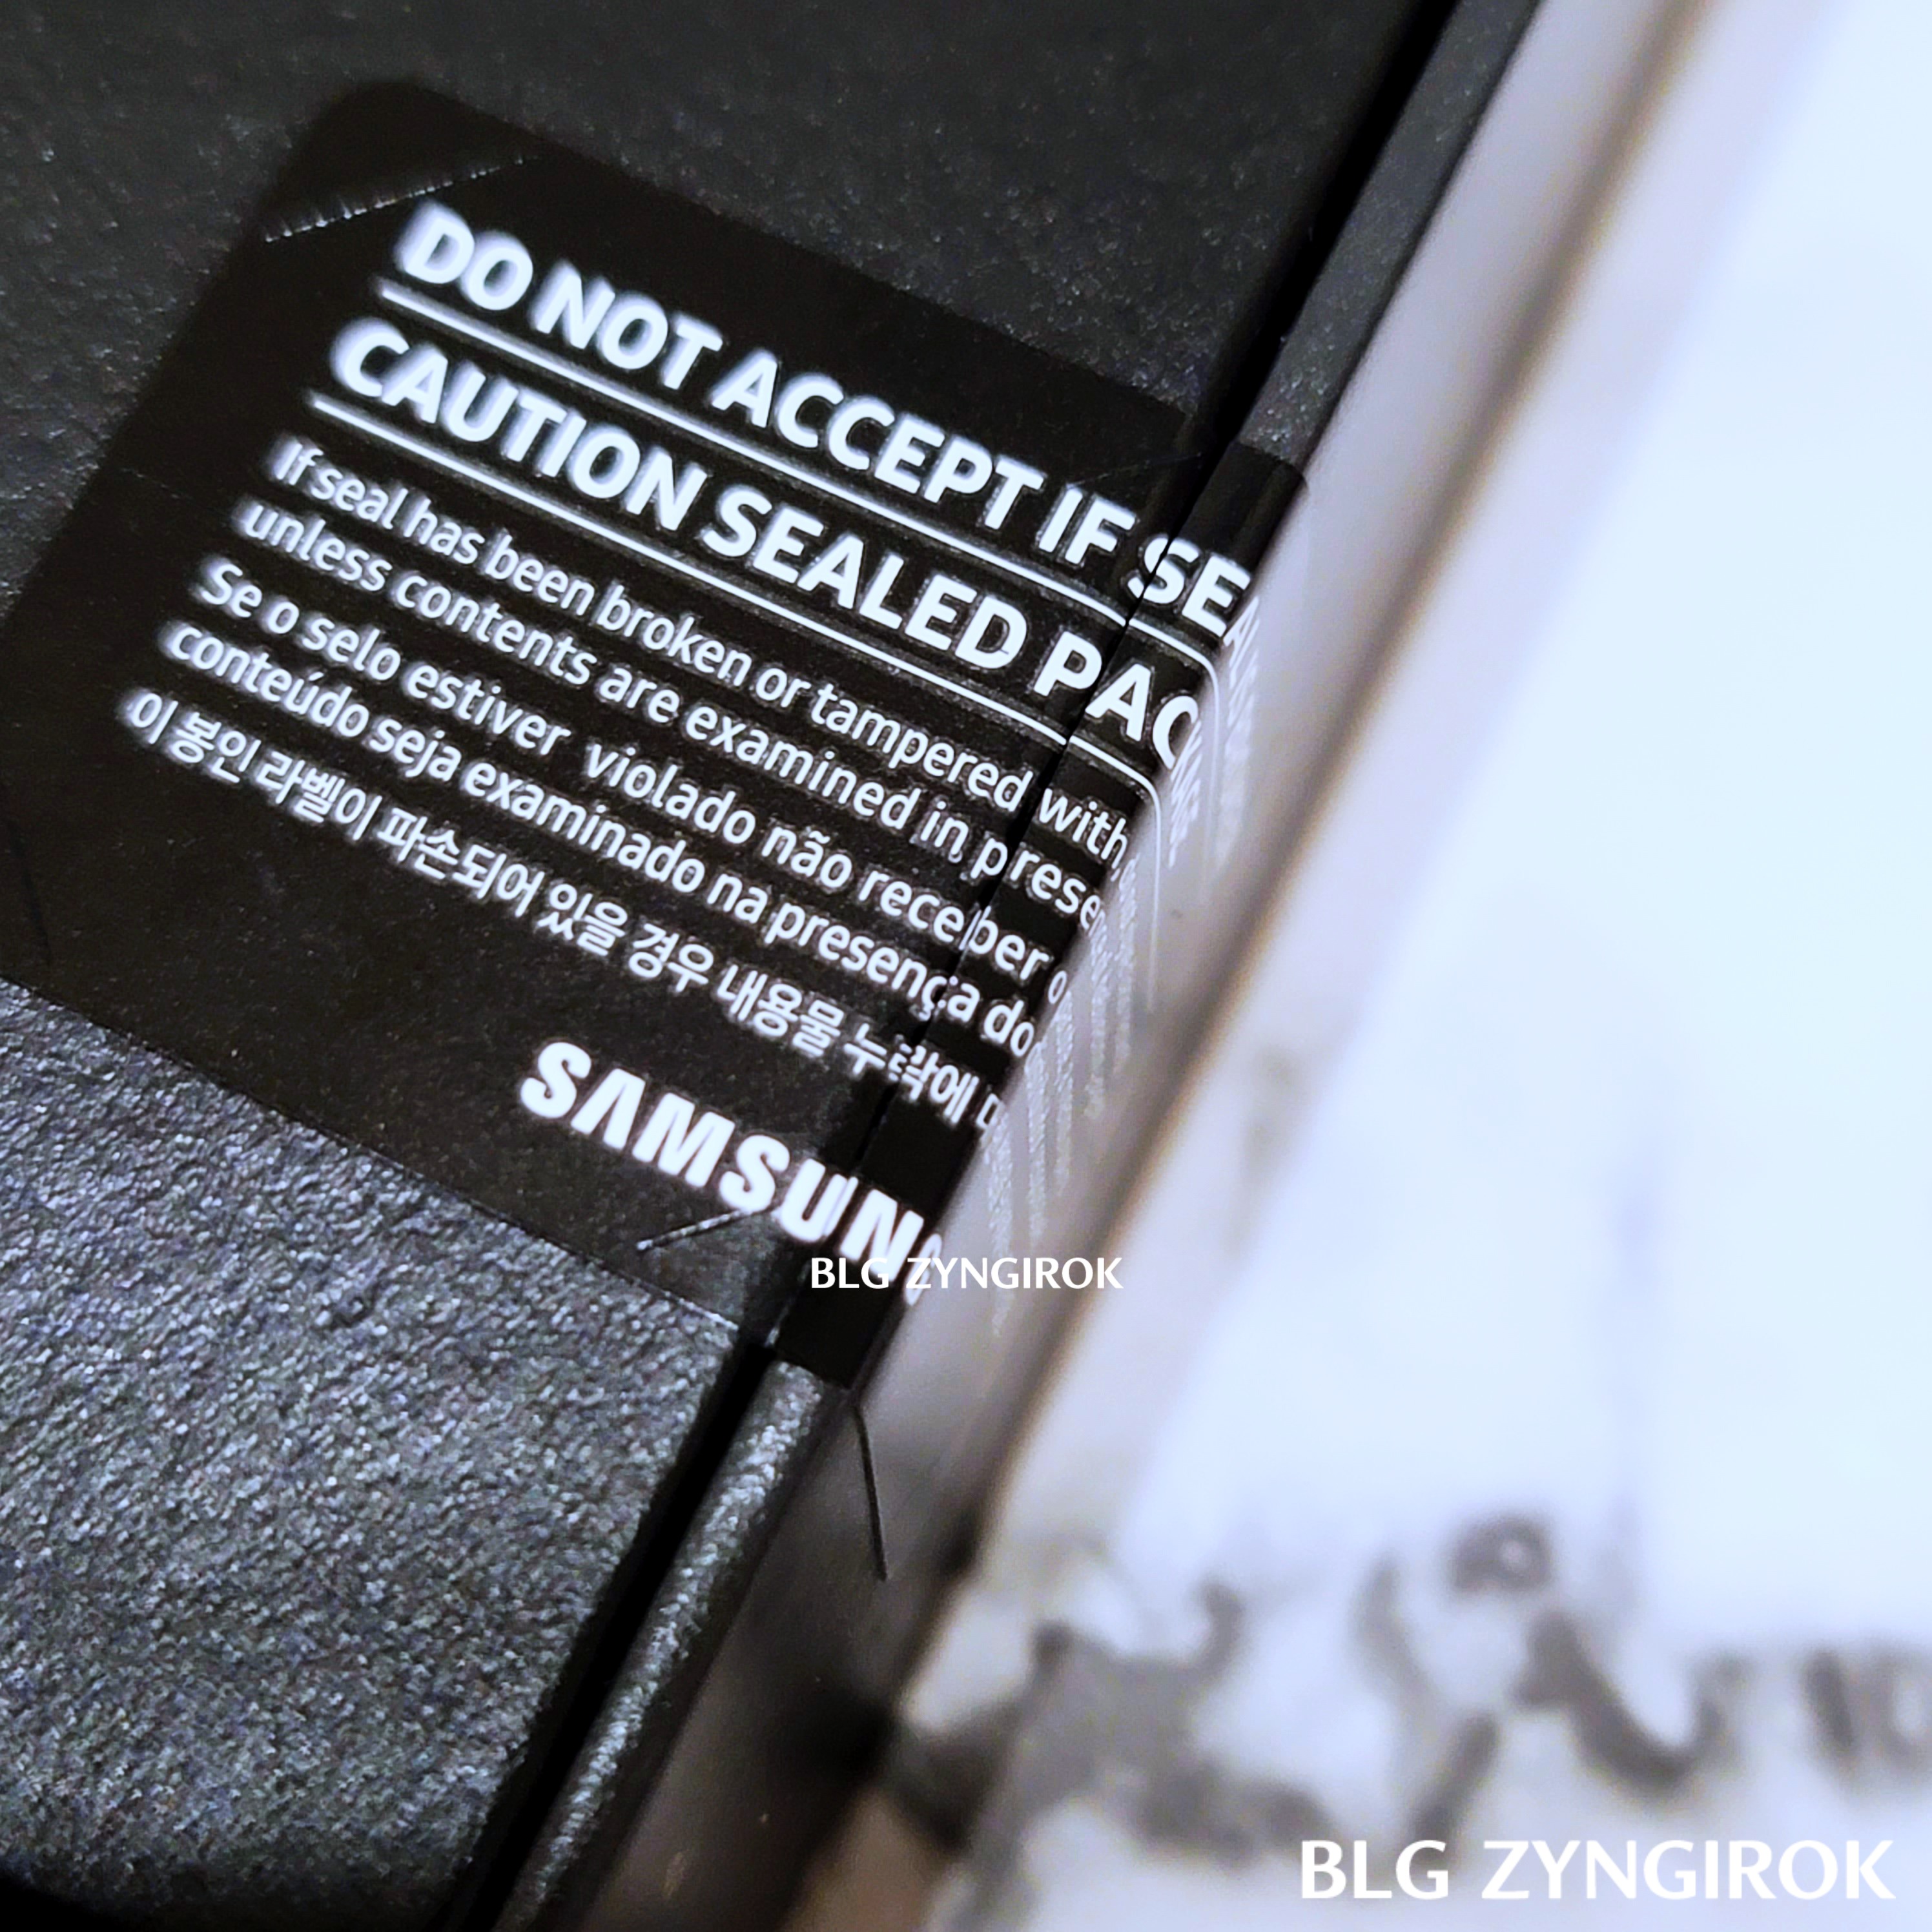 DO NOT ACCEPT IF SEA
CAUTION SEALED PAC
If seal has been broken or tampered with,
unless contents are examined in prese
Se o selo estiver violado não receber o
conteúdo seja examinado na presença do
이 봉인 라벨이 파손되어 있을 경우 내용물 누락에
SAMSUN
BLG ZYNGIROK
BLG ZYNGIROK